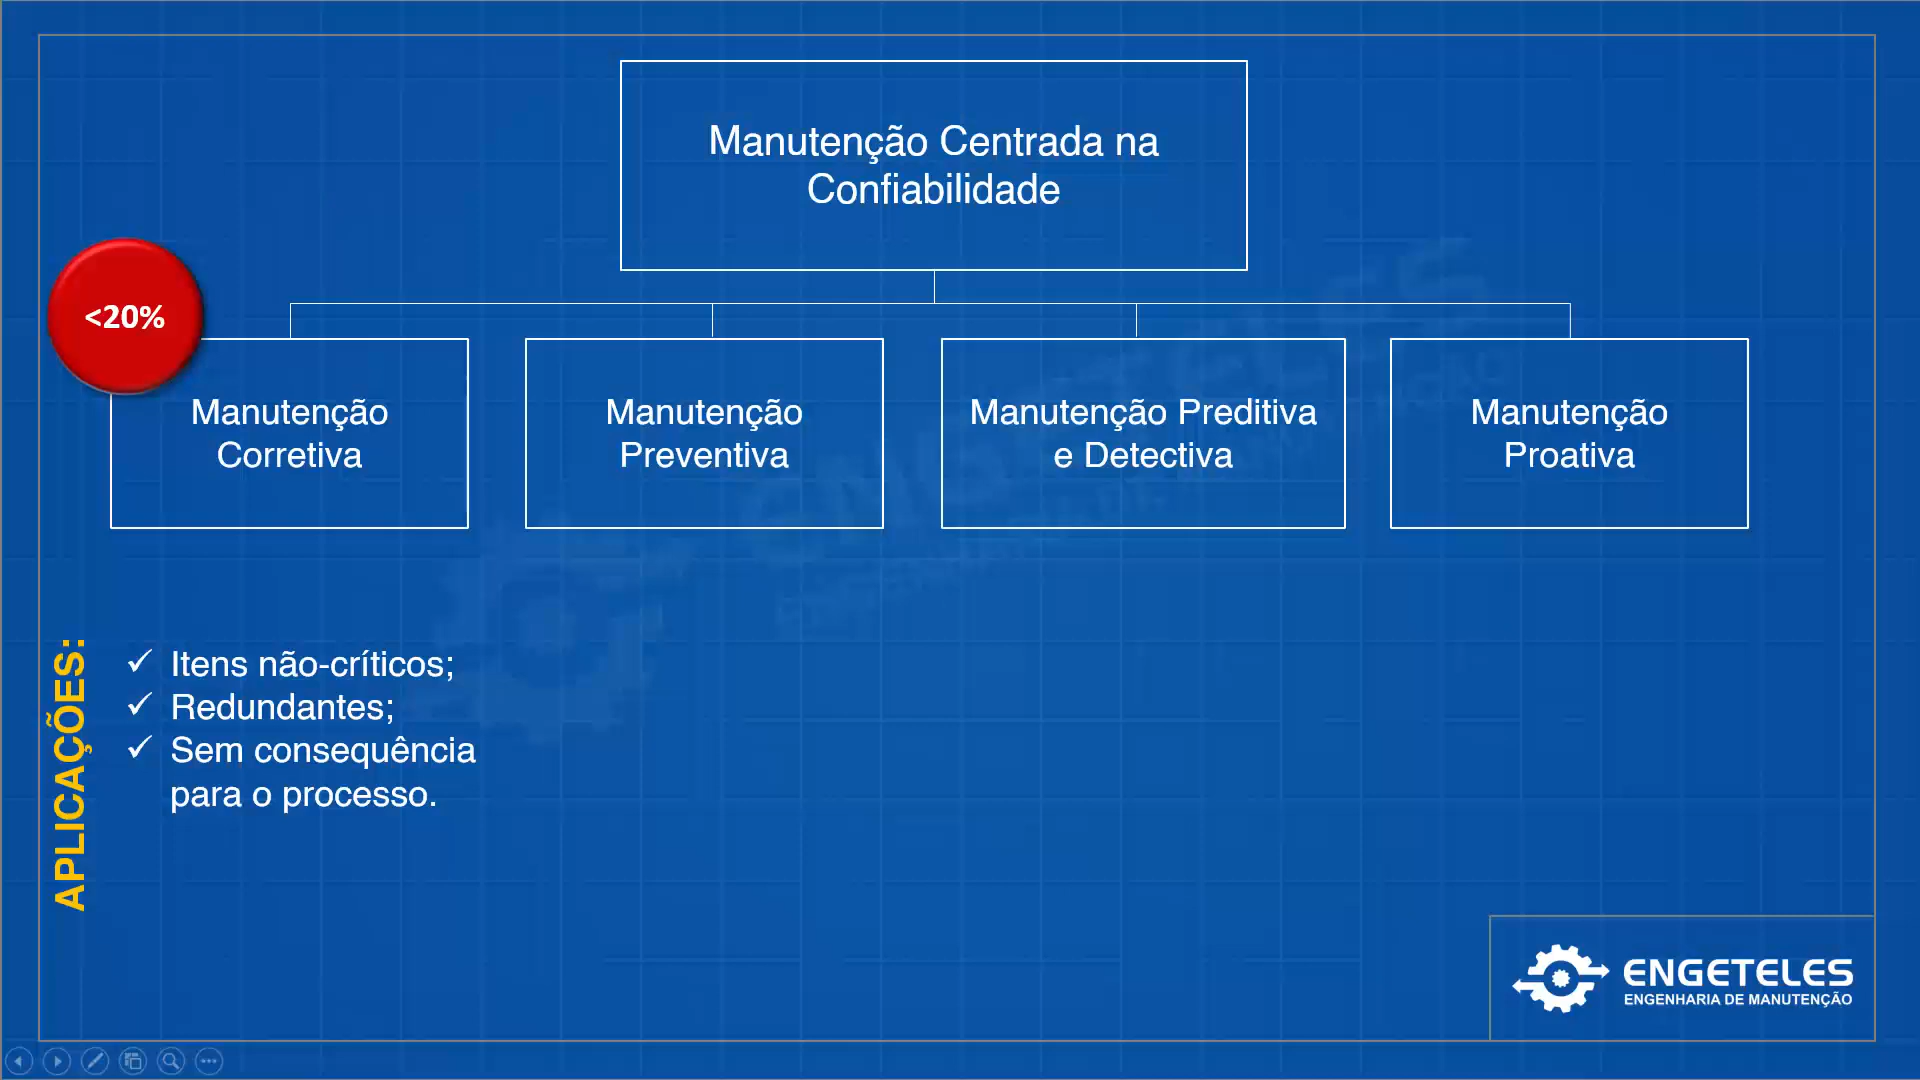 Manutenção Centrada na
Confiabilidade
<20%
Manutenção
Corretiva
Manutenção
Preventiva
Manutenção Preditiva
e Detectiva
Manutenção
Proativa
APLICAÇÕES:
✓ Itens não-críticos;
✓ Redundantes;
✓ Sem consequência
para o processo.
ENGETELES
ENGENHARIA DE MANUTENÇÃO